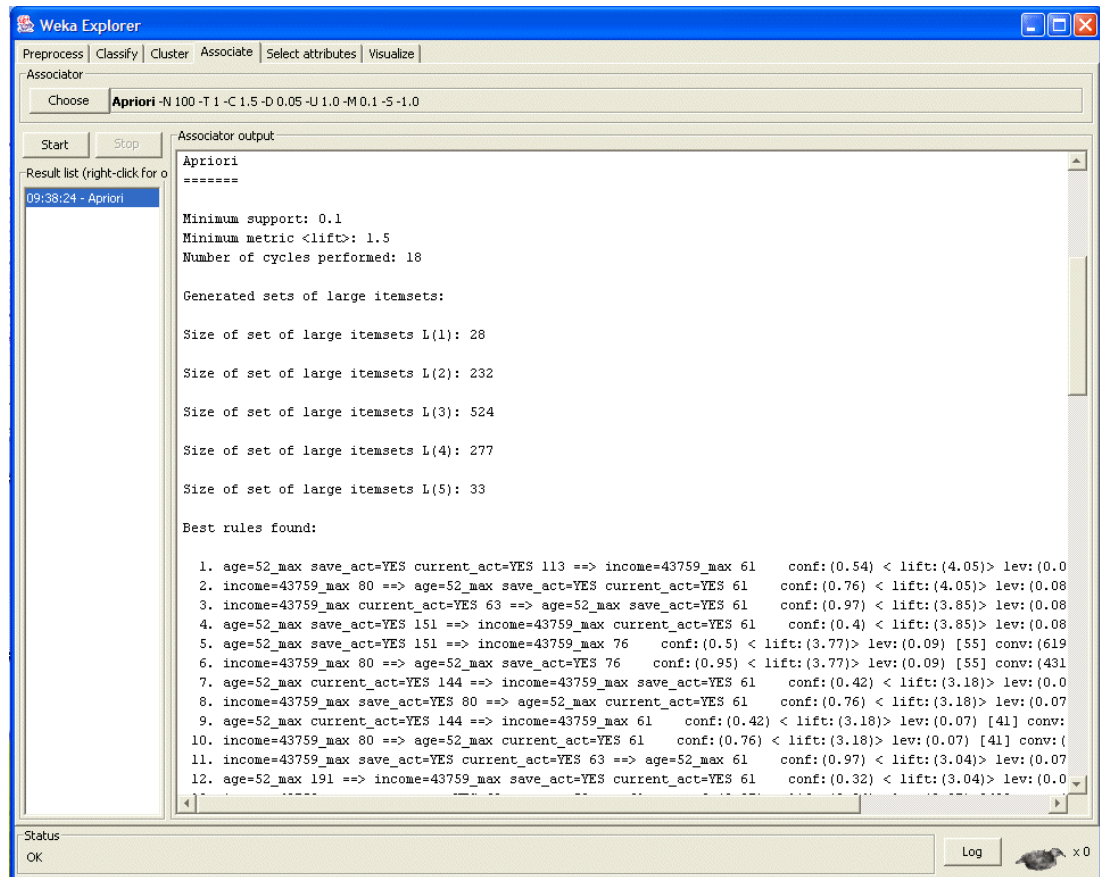 Weka Explorer
Preprocess Classify Cluster Associate Select attributes Visualize
Associator
Choose Apriori -N 100 -T 1 -C 1.5 -D 0.05 -U 1.0 -M 0.1 -S -1.0
Start Stop
Result list (right-click for o
09:38:24 - Apriori
Associator output
Apriori
=======
Minimum support: 0.1
Minimum metric <lift>: 1.5
Number of cycles performed: 18
Generated sets of large itemsets:
Size of set of large itemsets L(1): 28
Size of set of large itemsets L(2): 232
Size of set of large itemsets L(3): 524
Size of set of large itemsets L(4): 277
Size of set of large itemsets L(5): 33
Best rules found:
1. age=52_max save_act=YES current_act=YES 113 ==> income=43759_max 61 conf:(0.54) < lift:(4.05)> lev:(0.0
2. income=43759_max 80 ==> age=52_max save_act=YES current_act=YES 61 conf:(0.76) < lift:(4.05)> lev:(0.08
3. income=43759_max current_act=YES 63 ==> age=52_max save_act=YES 61 conf:(0.97) < lift:(3.85)> lev:(0.08
4. age=52_max save_act=YES 151 ==> income=43759_max current_act=YES 61 conf:(0.4) < lift:(3.85)> lev:(0.08
5. age=52_max save_act=YES 151 ==> income=43759_max 76 conf:(0.5) < lift:(3.77)> lev:(0.09) [55] conv:(619
6. income=43759_max 80 ==> age=52_max save_act=YES 76 conf:(0.95) < lift:(3.77)> lev:(0.09) [55] conv:(431
7. age=52_max current_act=YES 144 ==> income=43759_max save_act=YES 61 conf:(0.42) < lift:(3.18)> lev:(0.0
8. income=43759_max save_act=YES 80 ==> age=52_max current_act=YES 61 conf:(0.76) < lift:(3.18)> lev:(0.07
9. age=52_max current_act=YES 144 ==> income=43759_max 61 conf:(0.42) < lift:(3.18)> lev:(0.07) [41] conv:
10. income=43759_max 80 ==> age=52_max current_act=YES 61 conf:(0.76) < lift:(3.18)> lev:(0.07) [41] conv:(
11. income=43759_max save_act=YES current_act=YES 63 ==> age=52_max 61 conf:(0.97) < lift:(3.04)> lev:(0.07
12. age=52_max 191 ==> income=43759_max save_act=YES current_act=YES 61 conf:(0.32) < lift:(3.04)> lev:(0.0
Status
OK
Log
x 0